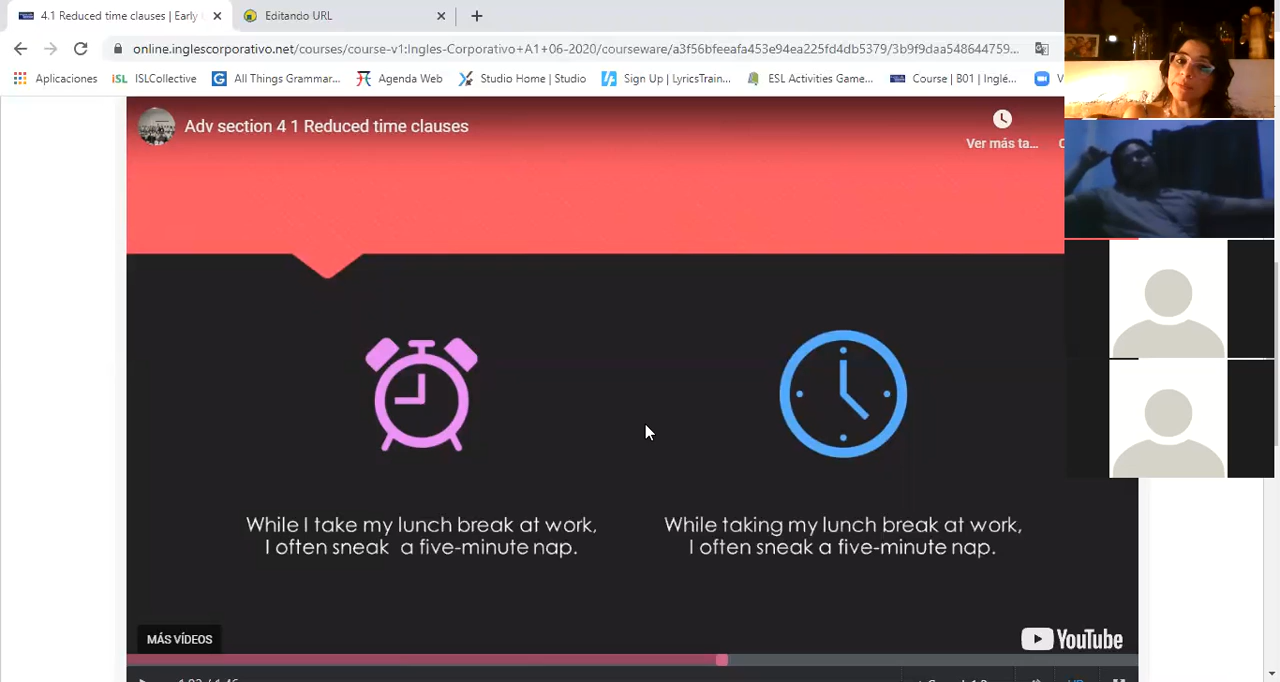 4.1 Reduced time clauses | Early
Editando URL
online.inglescorporativo.net/courses/course-v1:Ingles-Corporativo+A1+06-2020/courseware/a3f56bfeeafa453e94ea225fd4db5379/3b9f9daa548644759...
Aplicaciones
ISLCollective
All Things Grammar...
Agenda Web
Studio Home | Studio
Sign Up | LyricsTrain...
ESL Activities Game...
Course | B01 | Inglé...
Adv section 4 1 Reduced time clauses
Ver más ta...
While I take my lunch break at work,
I often sneak a five-minute nap.
While taking my lunch break at work,
I often sneak a five-minute nap.
MÁS VÍDEOS
YouTube